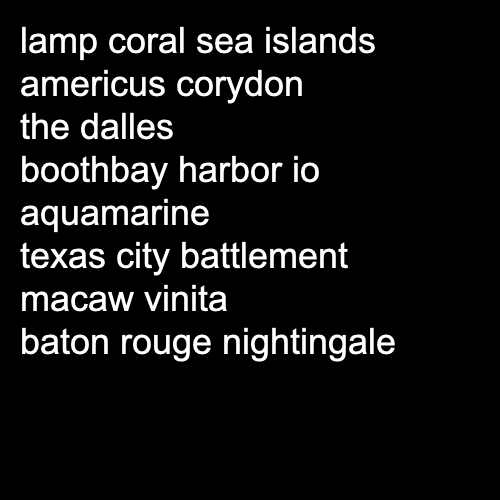 lamp coral sea islands
americus corydon
the dalles
boothbay harbor io
aquamarine
texas city battlement
macaw vinita
baton rouge nightingale